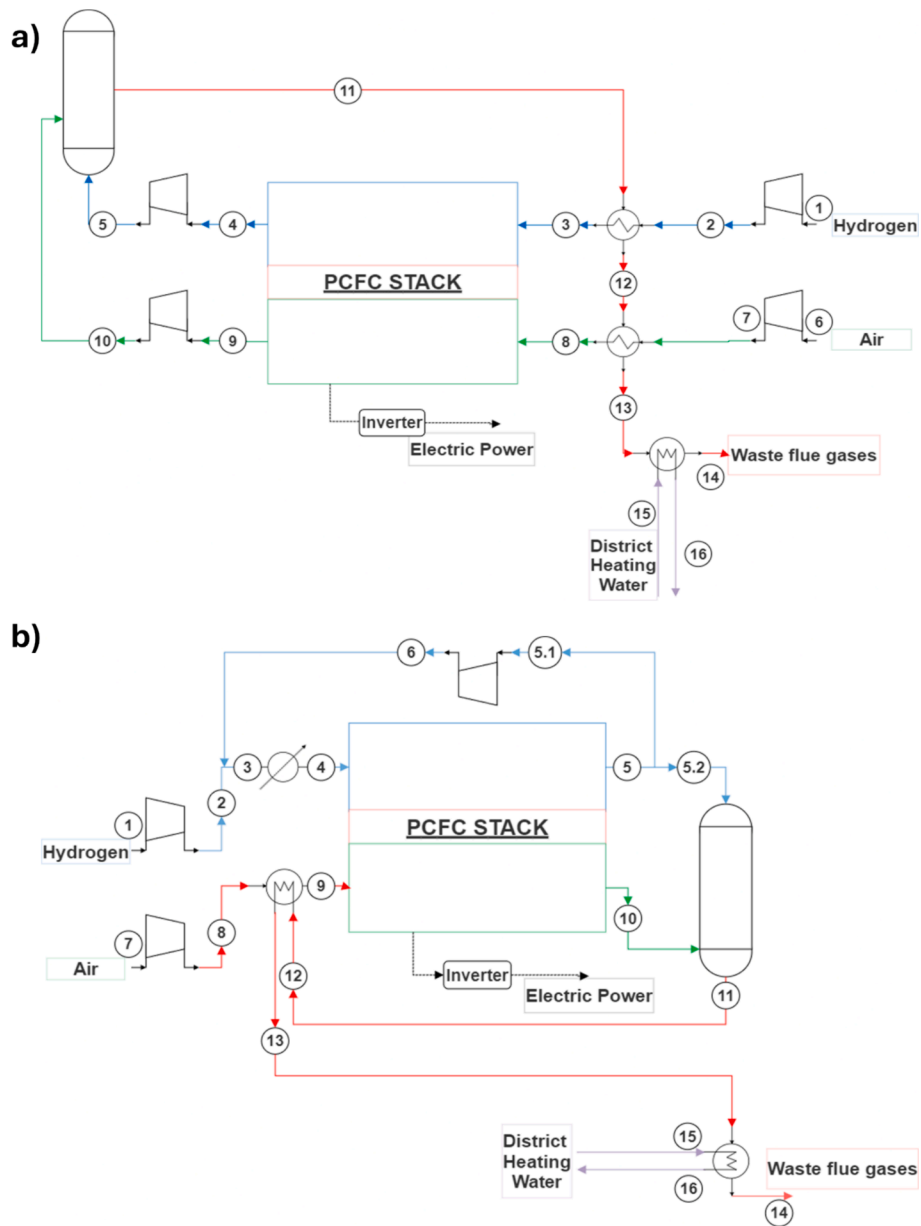 a)
11
5
4
3
2
1
Hydrogen
PCFC STACK
12
10
9
8
7
6
Air
13
Inverter
Electric Power
Waste flue gases
14
15
District
Heating
Water
16
b)
6
5.1
3
4
5
5.2
2
1
Hydrogen
PCFC STACK
9
8
7
Air
10
12
Inverter
Electric Power
11
13
District
Heating
Water
15
16
Waste flue gases
14